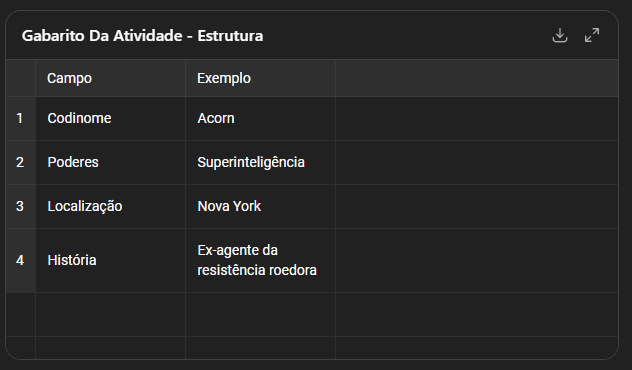 Gabarito Da Atividade - Estrutura
Campo Exemplo
1 Codinome Acorn
2 Poderes Superinteligência
3 Localização Nova York
4 História Ex-agente da
resistência roedora